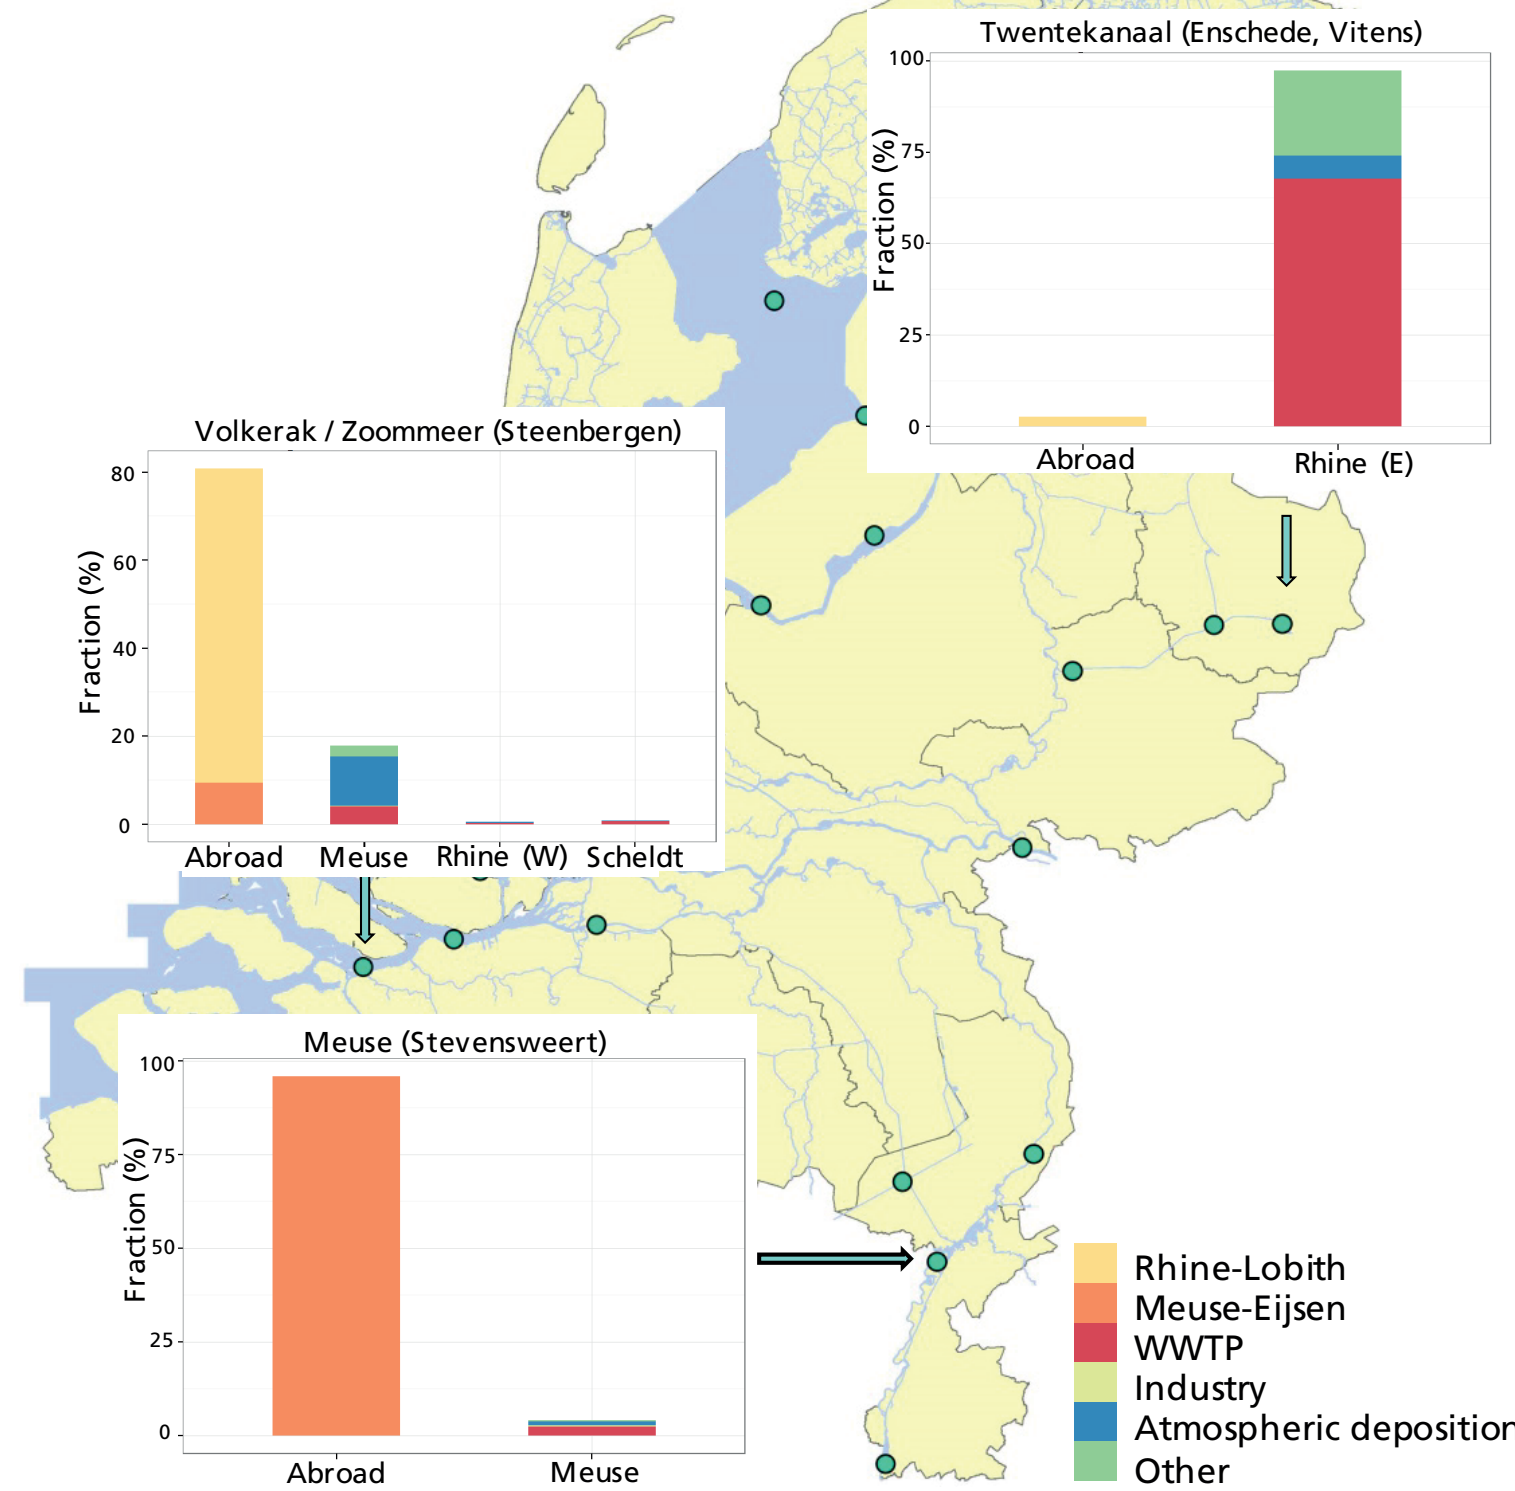 Twentekanaal (Enschede, Vitens)
100
75
50
25
0
Fraction (%)
Abroad
Rhine (E)
Volkerak / Zoommeer (Steenbergen)
80
60
40
20
0
Fraction (%)
Abroad
Meuse
Rhine (W)
Scheldt
Meuse (Stevensweert)
100
75
50
25
0
Fraction (%)
Abroad
Meuse
Rhine-Lobith
Meuse-Eijsen
WWTP
Industry
Atmospheric deposition
Other